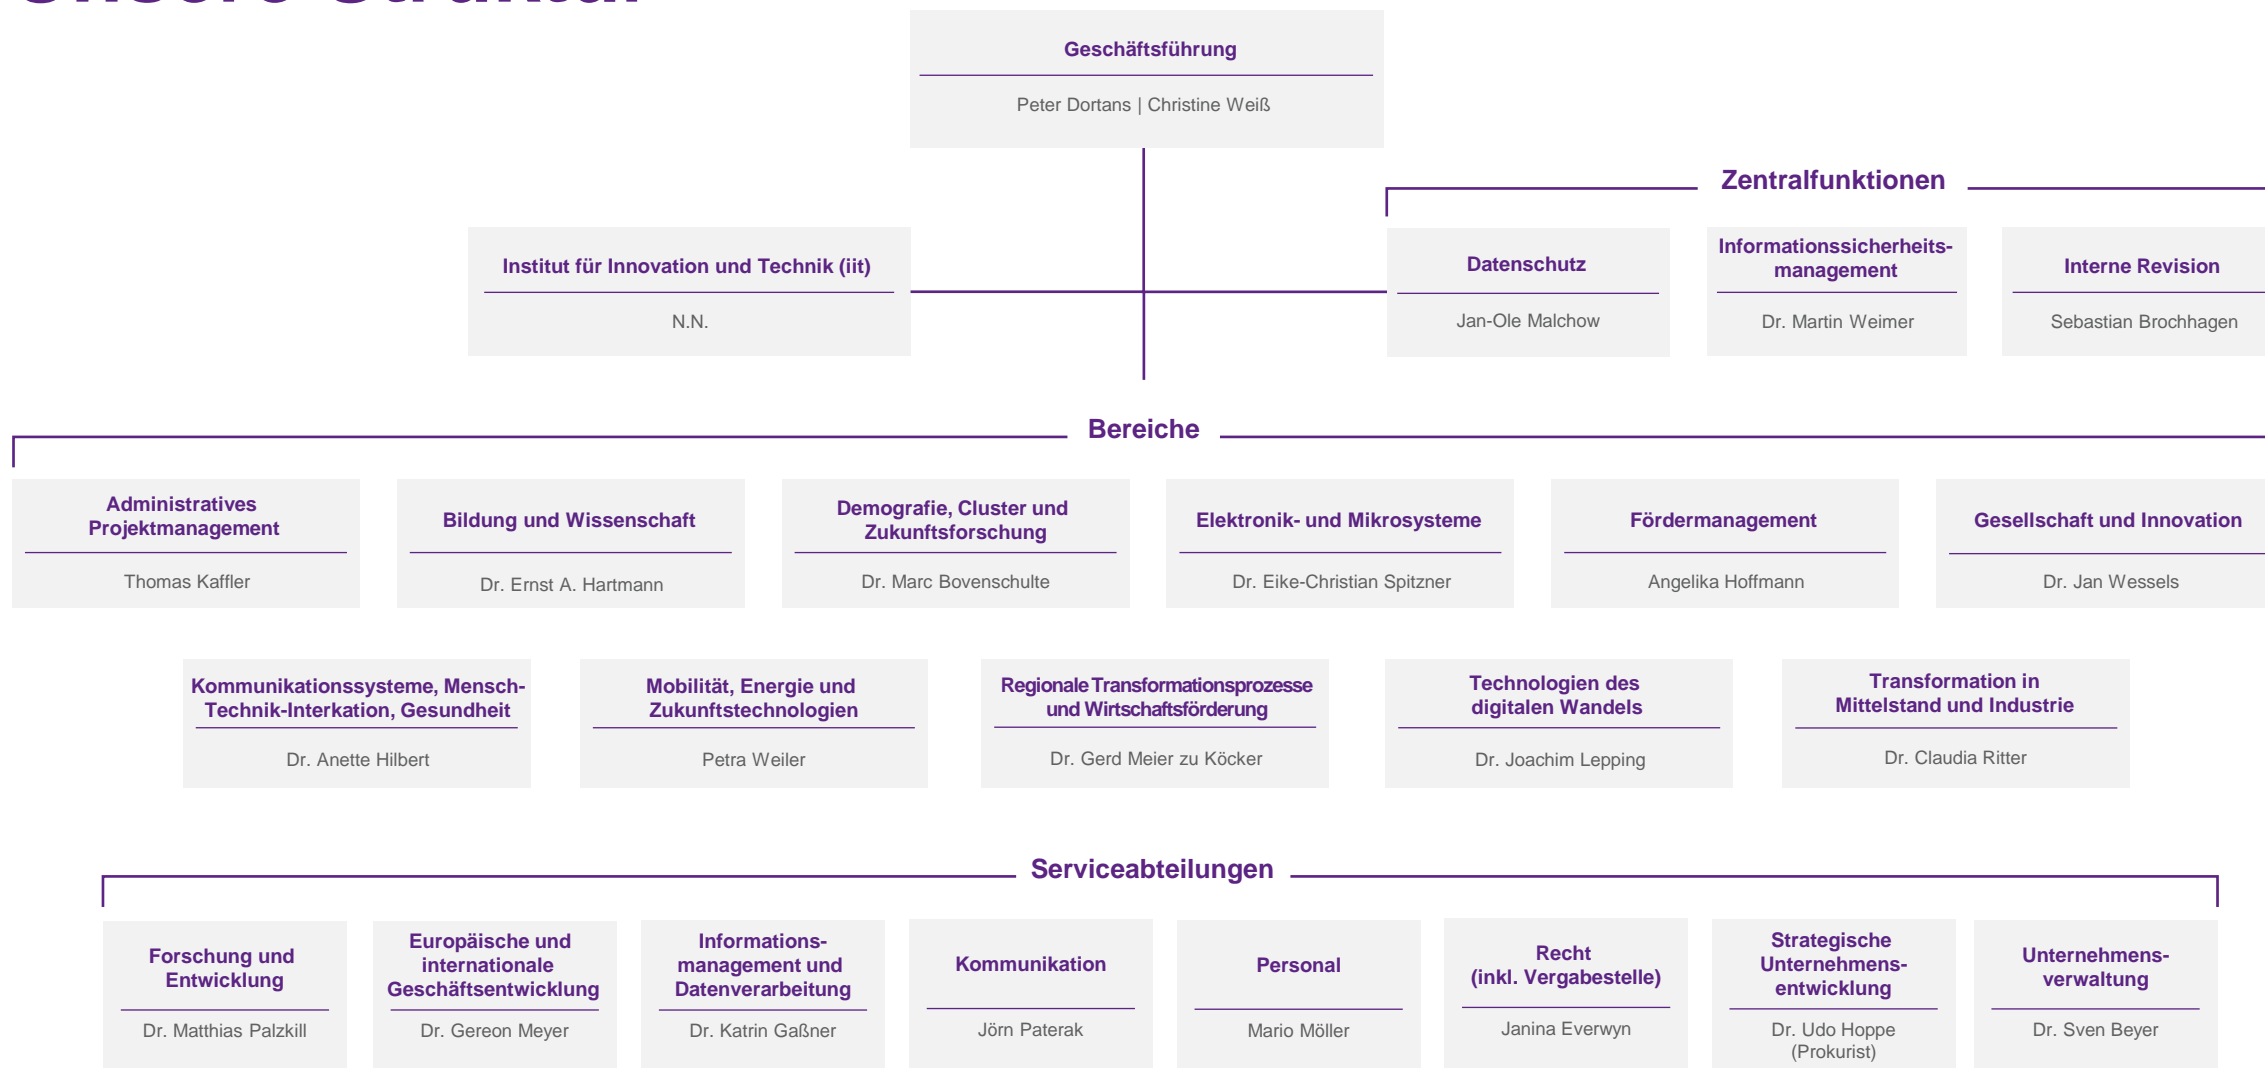 Unsere Struktur
Geschäftsführung
Peter Dortans | Christine Weiß
Zentralfunktionen
Institut für Innovation und Technik (iit)
N.N.
Datenschutz
Jan-Ole Malchow
Informationssicherheits-
management
Dr. Martin Weimer
Interne Revision
Sebastian Brochhagen
Bereiche
Administratives
Projektmanagement
Thomas Kaffler
Bildung und Wissenschaft
Dr. Ernst A. Hartmann
Demografie, Cluster und
Zukunftsforschung
Dr. Marc Bovenschulte
Elektronik- und Mikrosysteme
Dr. Eike-Christian Spitzner
Fördermanagement
Angelika Hoffmann
Gesellschaft und Innovation
Dr. Jan Wessels
Kommunikationssysteme, Mensch-
Technik-Interkation, Gesundheit
Dr. Anette Hilbert
Mobilität, Energie und
Zukunftstechnologien
Petra Weiler
Regionale Transformationsprozesse
und Wirtschaftsförderung
Dr. Gerd Meier zu Köcker
Technologien des
digitalen Wandels
Dr. Joachim Lepping
Transformation in
Mittelstand und Industrie
Dr. Claudia Ritter
Serviceabteilungen
Forschung und
Entwicklung
Dr. Matthias Palzkill
Europäische und
internationale
Geschäftsentwicklung
Dr. Gereon Meyer
Informations-
management und
Datenverarbeitung
Dr. Katrin Gaßner
Kommunikation
Jörn Paterak
Personal
Mario Möller
Recht
(inkl. Vergabestelle)
Janina Everwyn
Strategische
Unternehmens-
entwicklung
Dr. Udo Hoppe
(Prokurist)
Unternehmens-
verwaltung
Dr. Sven Beyer